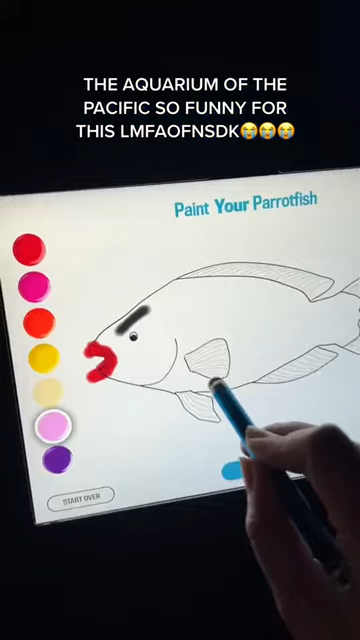 THE AQUARIUM OF THE
PACIFIC SO FUNNY FOR
THIS LMFAOFNSDK😭😭😭
Paint Your Parrotfish
START OVER